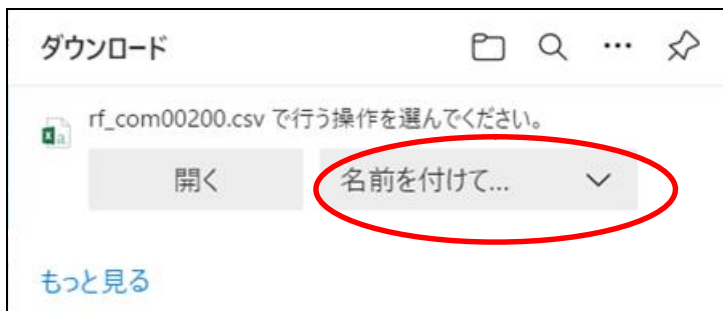 ダウンロード
rf_com00200.csv で行う操作を選んでください。
開く
名前を付けて...
もっと見る